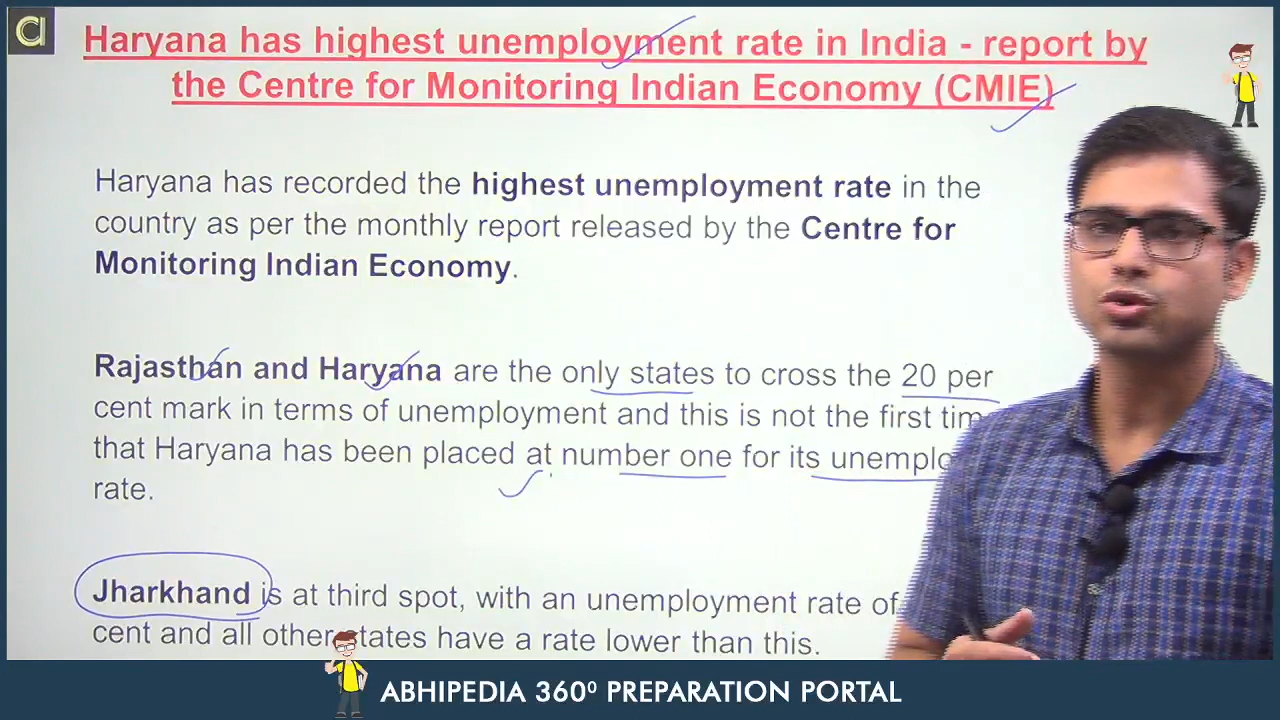 a
Haryana has highest unemployment rate in India - report by
the Centre for Monitoring Indian Economy (CMIE)
Haryana has recorded the highest unemployment rate in the
country as per the monthly report released by the Centre for
Monitoring Indian Economy.
Rajasthan and Haryana are the only states to cross the 20 per
cent mark in terms of unemployment and this is not the first tim
that Haryana has been placed at number one for its unemplo
rate.
Jharkhand is at third spot, with an unemployment rate of
cent and all other states have a rate lower than this.
ABHIPEDIA 360⁰ PREPARATION PORTAL